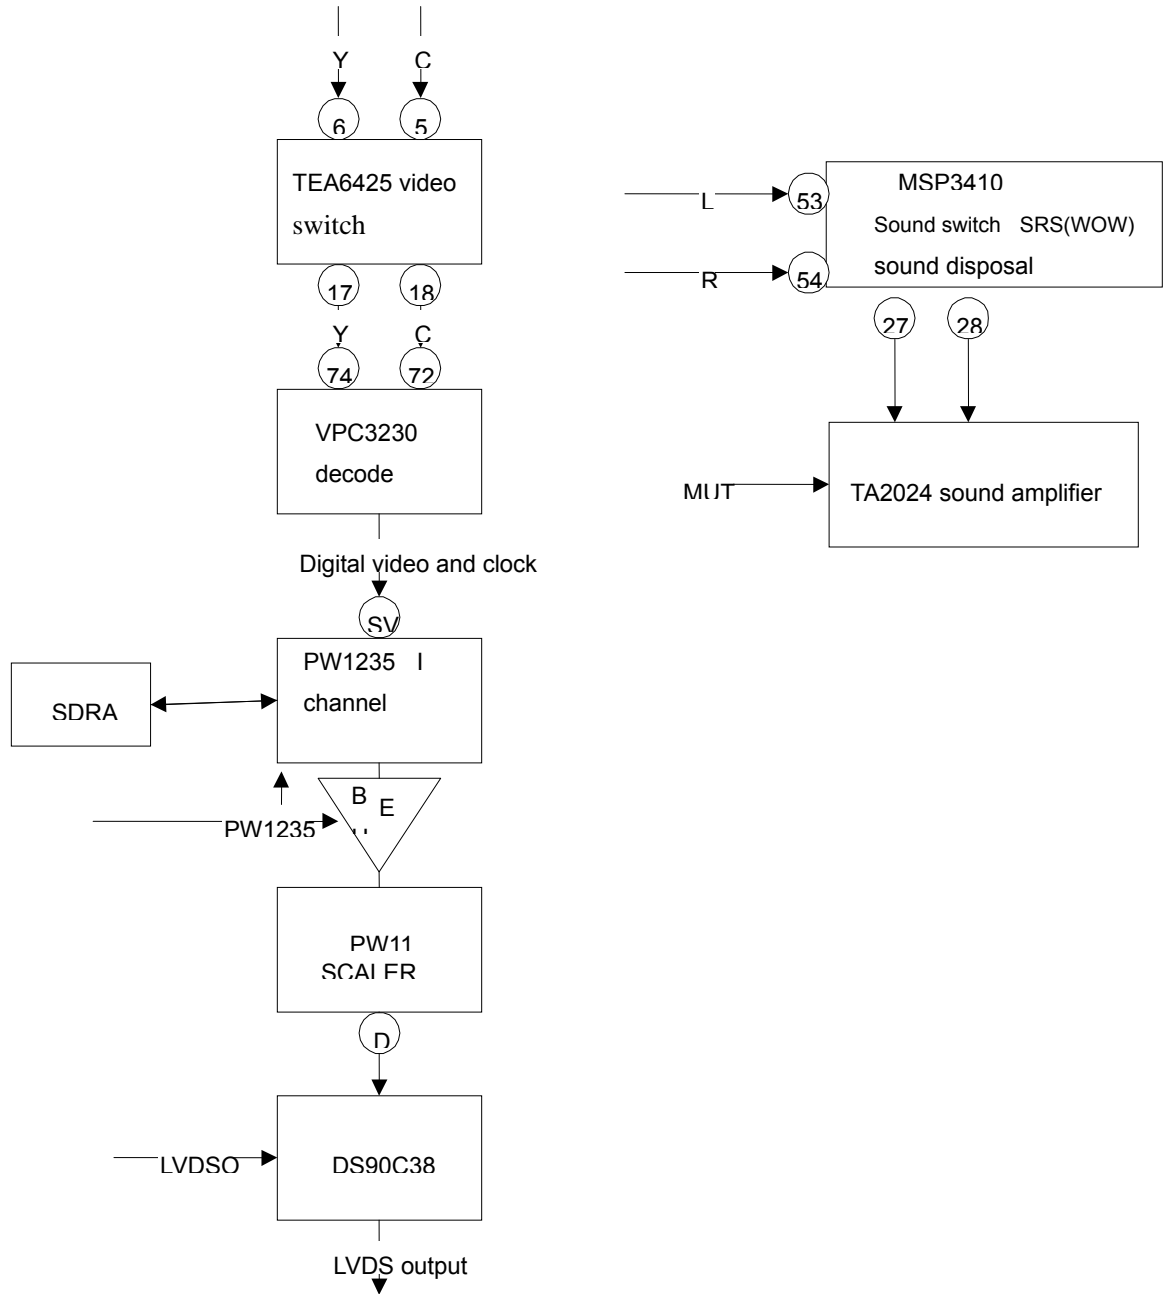 Y C
6 5
TEA6425 video
switch
17 18
Y C
74 72
VPC3230
decode
Digital video and clock
SV
PW1235 I
channel
SDRA
B E
PW1235
PW11
SCALER
D
LVDSO
DS90C38
LVDS output
L
53
R
54
MSP3410
Sound switch SRS(WOW)
sound disposal
27 28
MUT
TA2024 sound amplifier